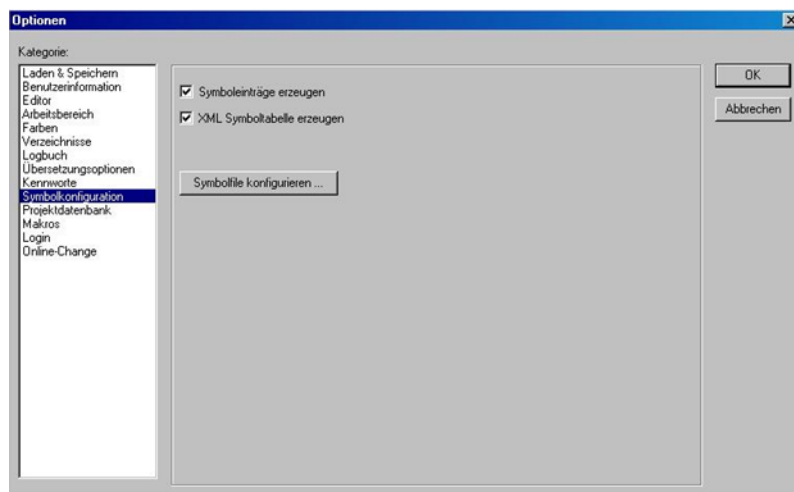 Optionen
Kategorie:
Laden & Speichern
Benutzerinformation
Editor
Arbeitsbereich
Farben
Verzeichnisse
Logbuch
Übersetzungsoptionen
Kennworte
Symbolkonfiguration
Projektdatenbank
Makros
Login
Online-Change
Symboleinträge erzeugen
XML Symboltabelle erzeugen
Symbolfile konfigurieren ...
OK
Abbrechen